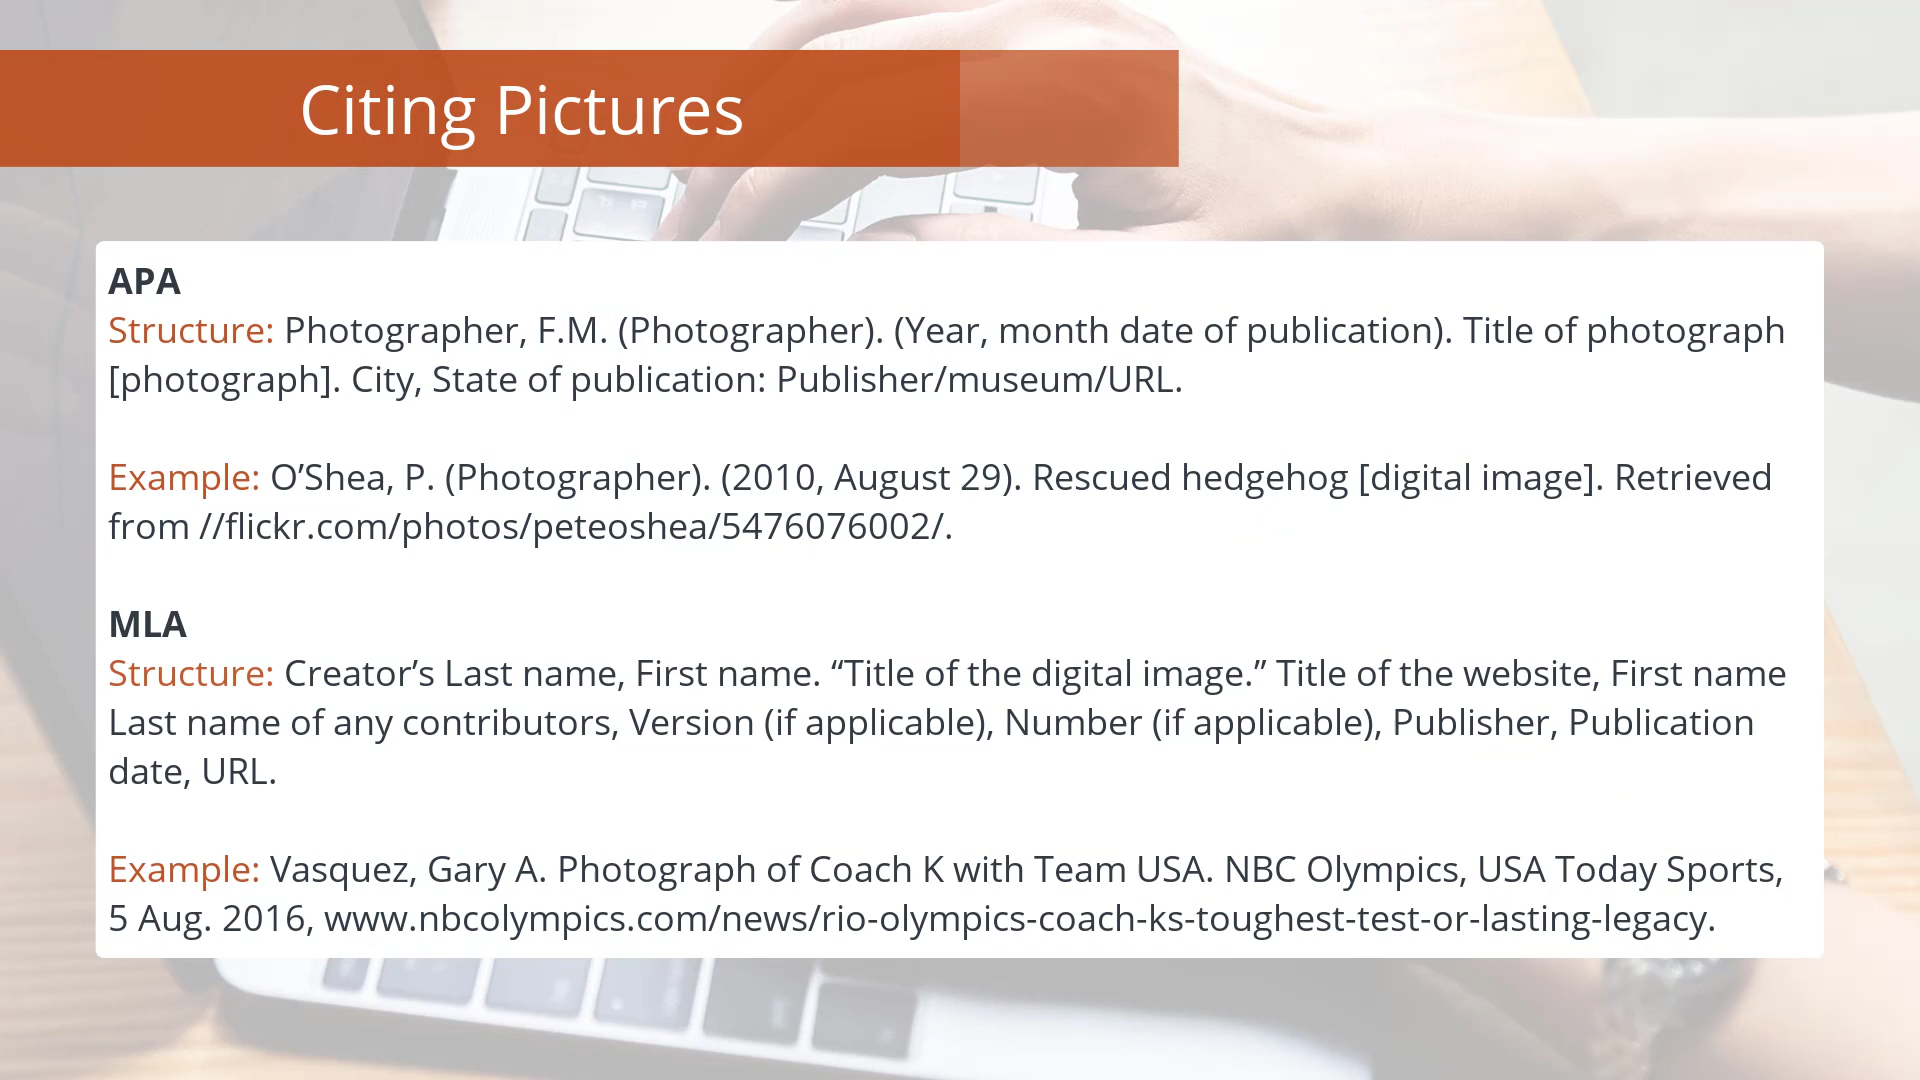 Citing Pictures
APA
Structure: Photographer, F.M. (Photographer). (Year, month date of publication). Title of photograph
[photograph]. City, State of publication: Publisher/museum/URL.
Example: O’Shea, P. (Photographer). (2010, August 29). Rescued hedgehog [digital image]. Retrieved
from //flickr.com/photos/peteoshea/5476076002/.
MLA
Structure: Creator’s Last name, First name. “Title of the digital image.” Title of the website, First name
Last name of any contributors, Version (if applicable), Number (if applicable), Publisher, Publication
date, URL.
Example: Vasquez, Gary A. Photograph of Coach K with Team USA. NBC Olympics, USA Today Sports,
5 Aug. 2016, www.nbcolympics.com/news/rio-olympics-coach-ks-toughest-test-or-lasting-legacy.